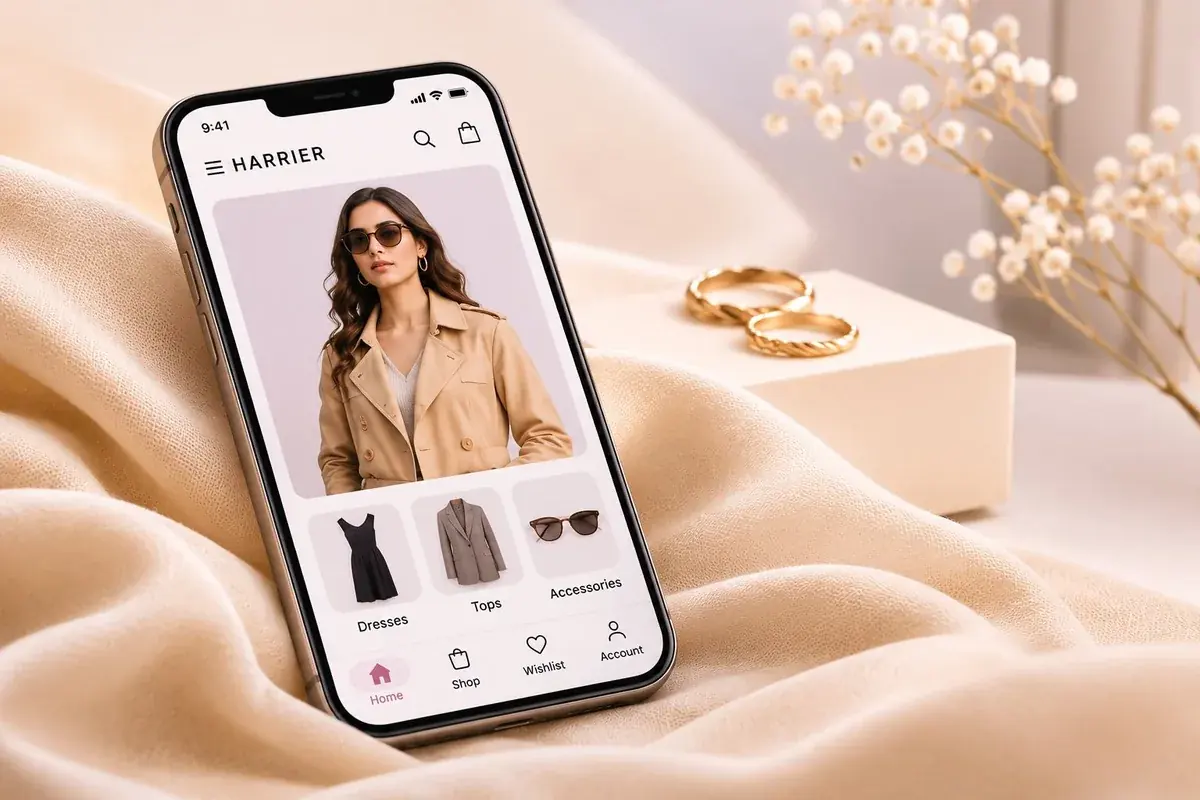 9:41
HARRIER
Dresses
Tops
Accessories
Home
Shop
Wishlist
Account